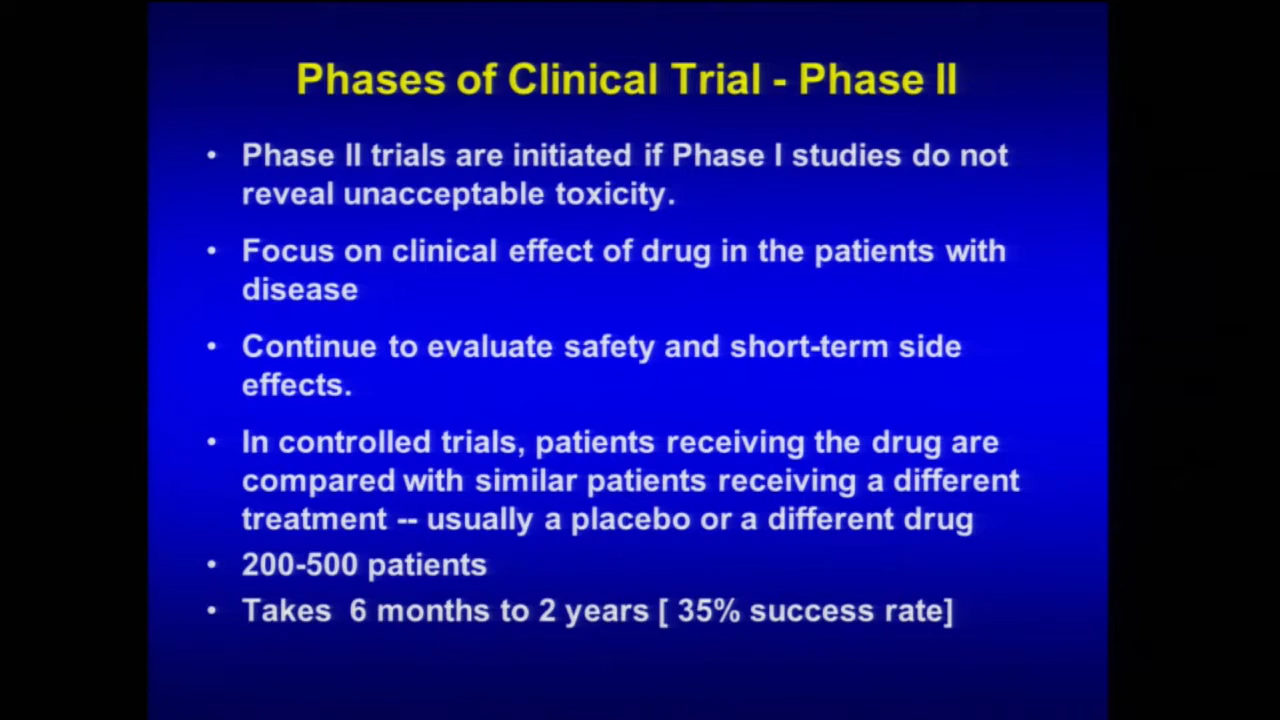 Phases of Clinical Trial - Phase II
• Phase II trials are initiated if Phase I studies do not
reveal unacceptable toxicity.
• Focus on clinical effect of drug in the patients with
disease
• Continue to evaluate safety and short-term side
effects.
• In controlled trials, patients receiving the drug are
compared with similar patients receiving a different
treatment -- usually a placebo or a different drug
• 200-500 patients
• Takes  6 months to 2 years [ 35% success rate]